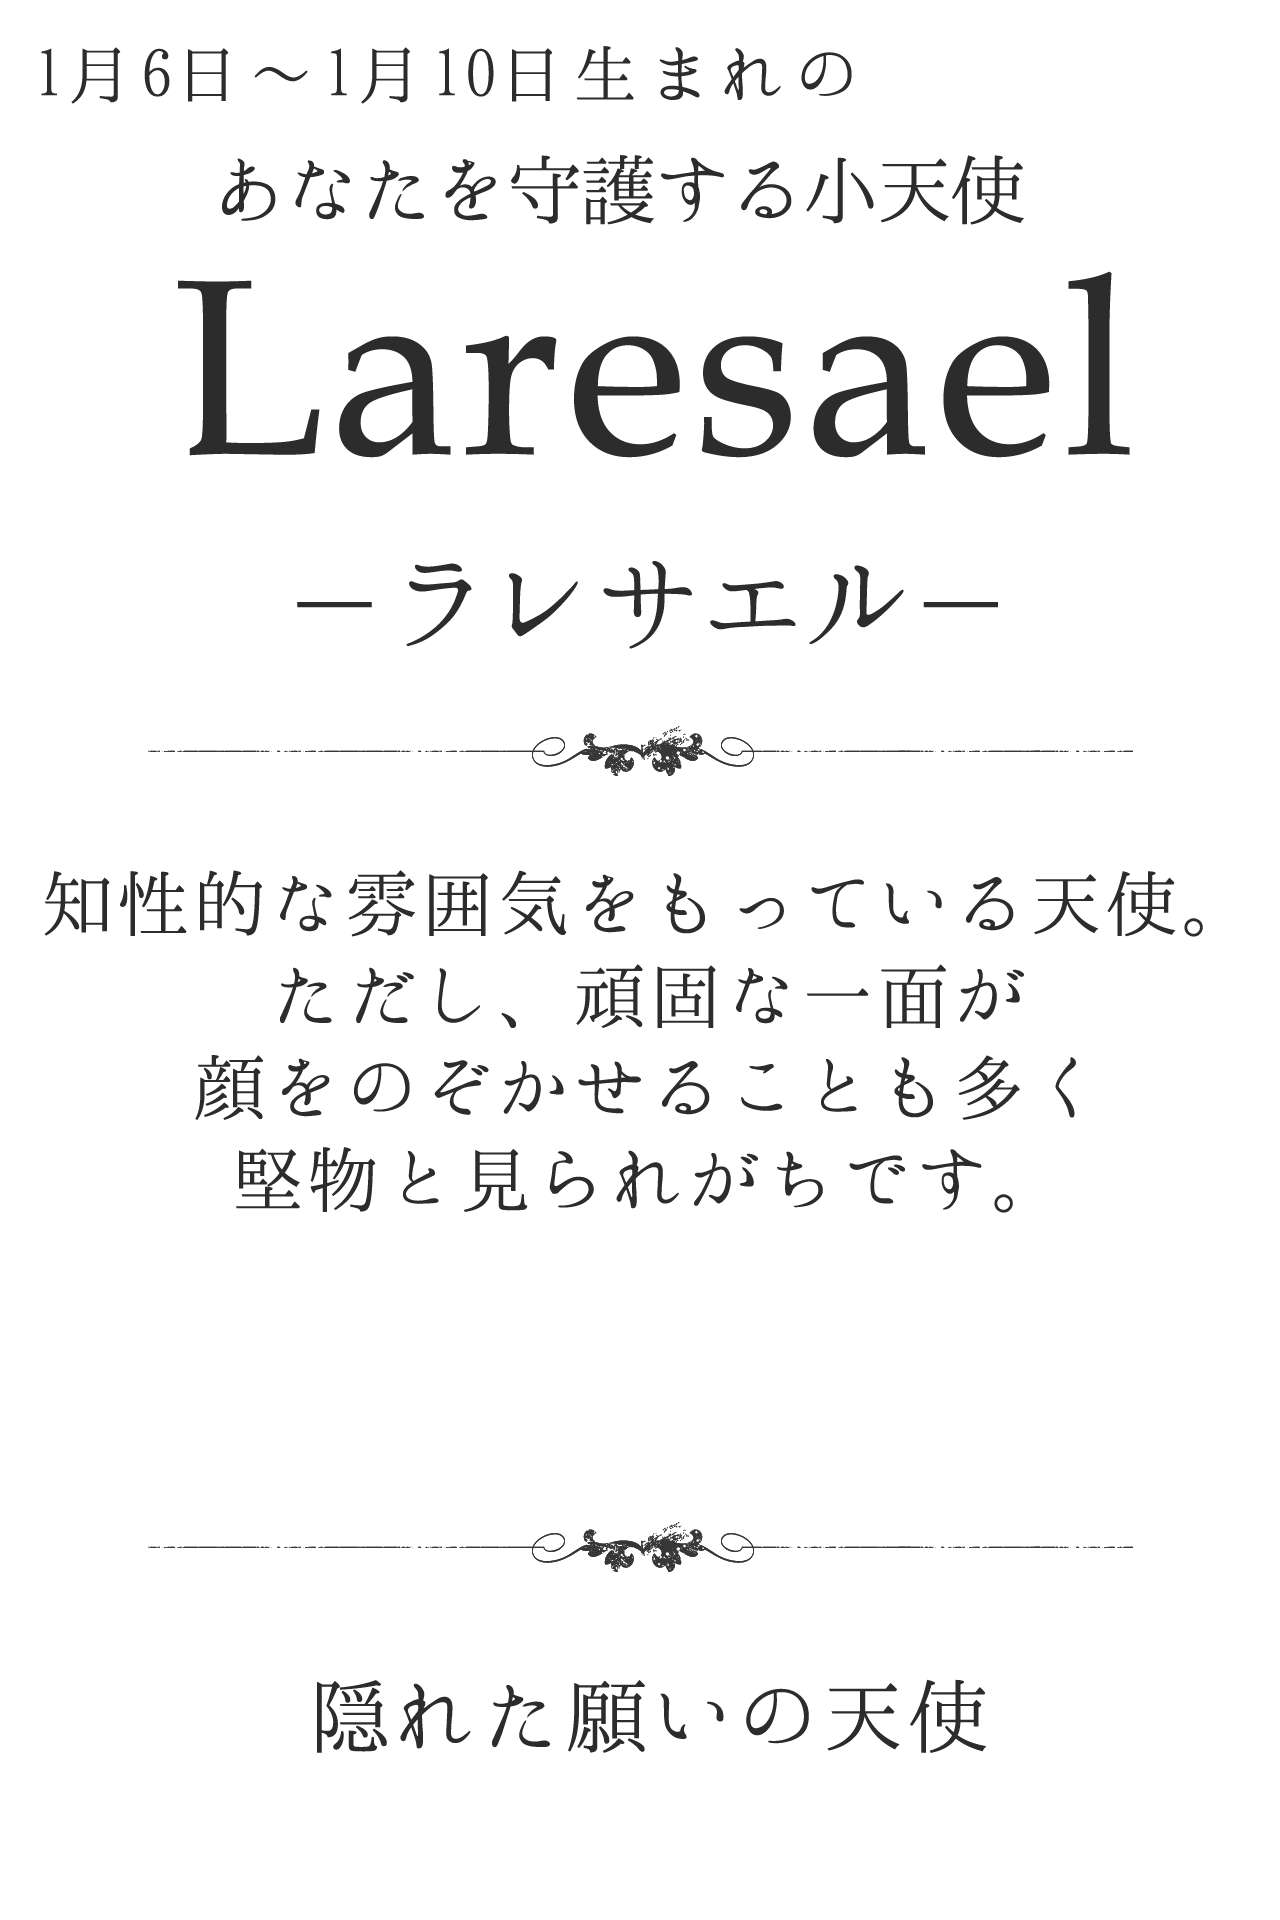 1月6日～1月10日生まれの
あなたを守護する小天使
Laresael
－ラレサエル－
知性的な雰囲気をもっている天使。
ただし、頑固な一面が
顔をのぞかせることも多く
堅物と見られがちです。
隠れた願いの天使